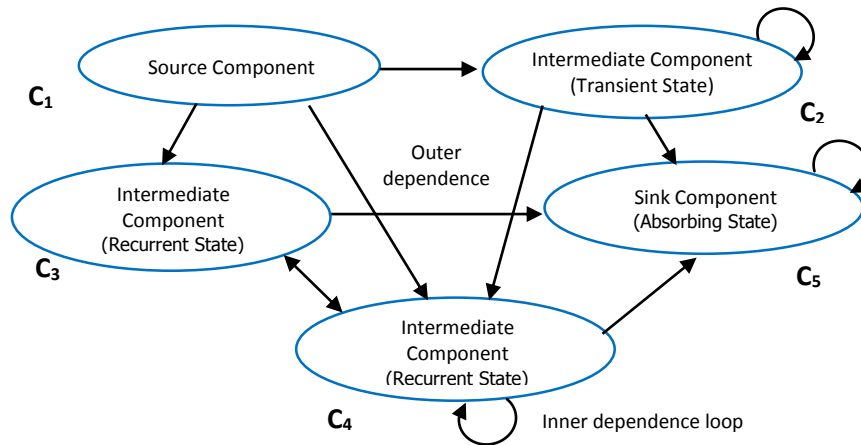 Source Component
C1
Intermediate Component
(Transient State)
C2
Outer
dependence
Intermediate
Component
(Recurrent State)
C3
Sink Component
(Absorbing State)
C5
Intermediate
Component
(Recurrent State)
C4
Inner dependence loop